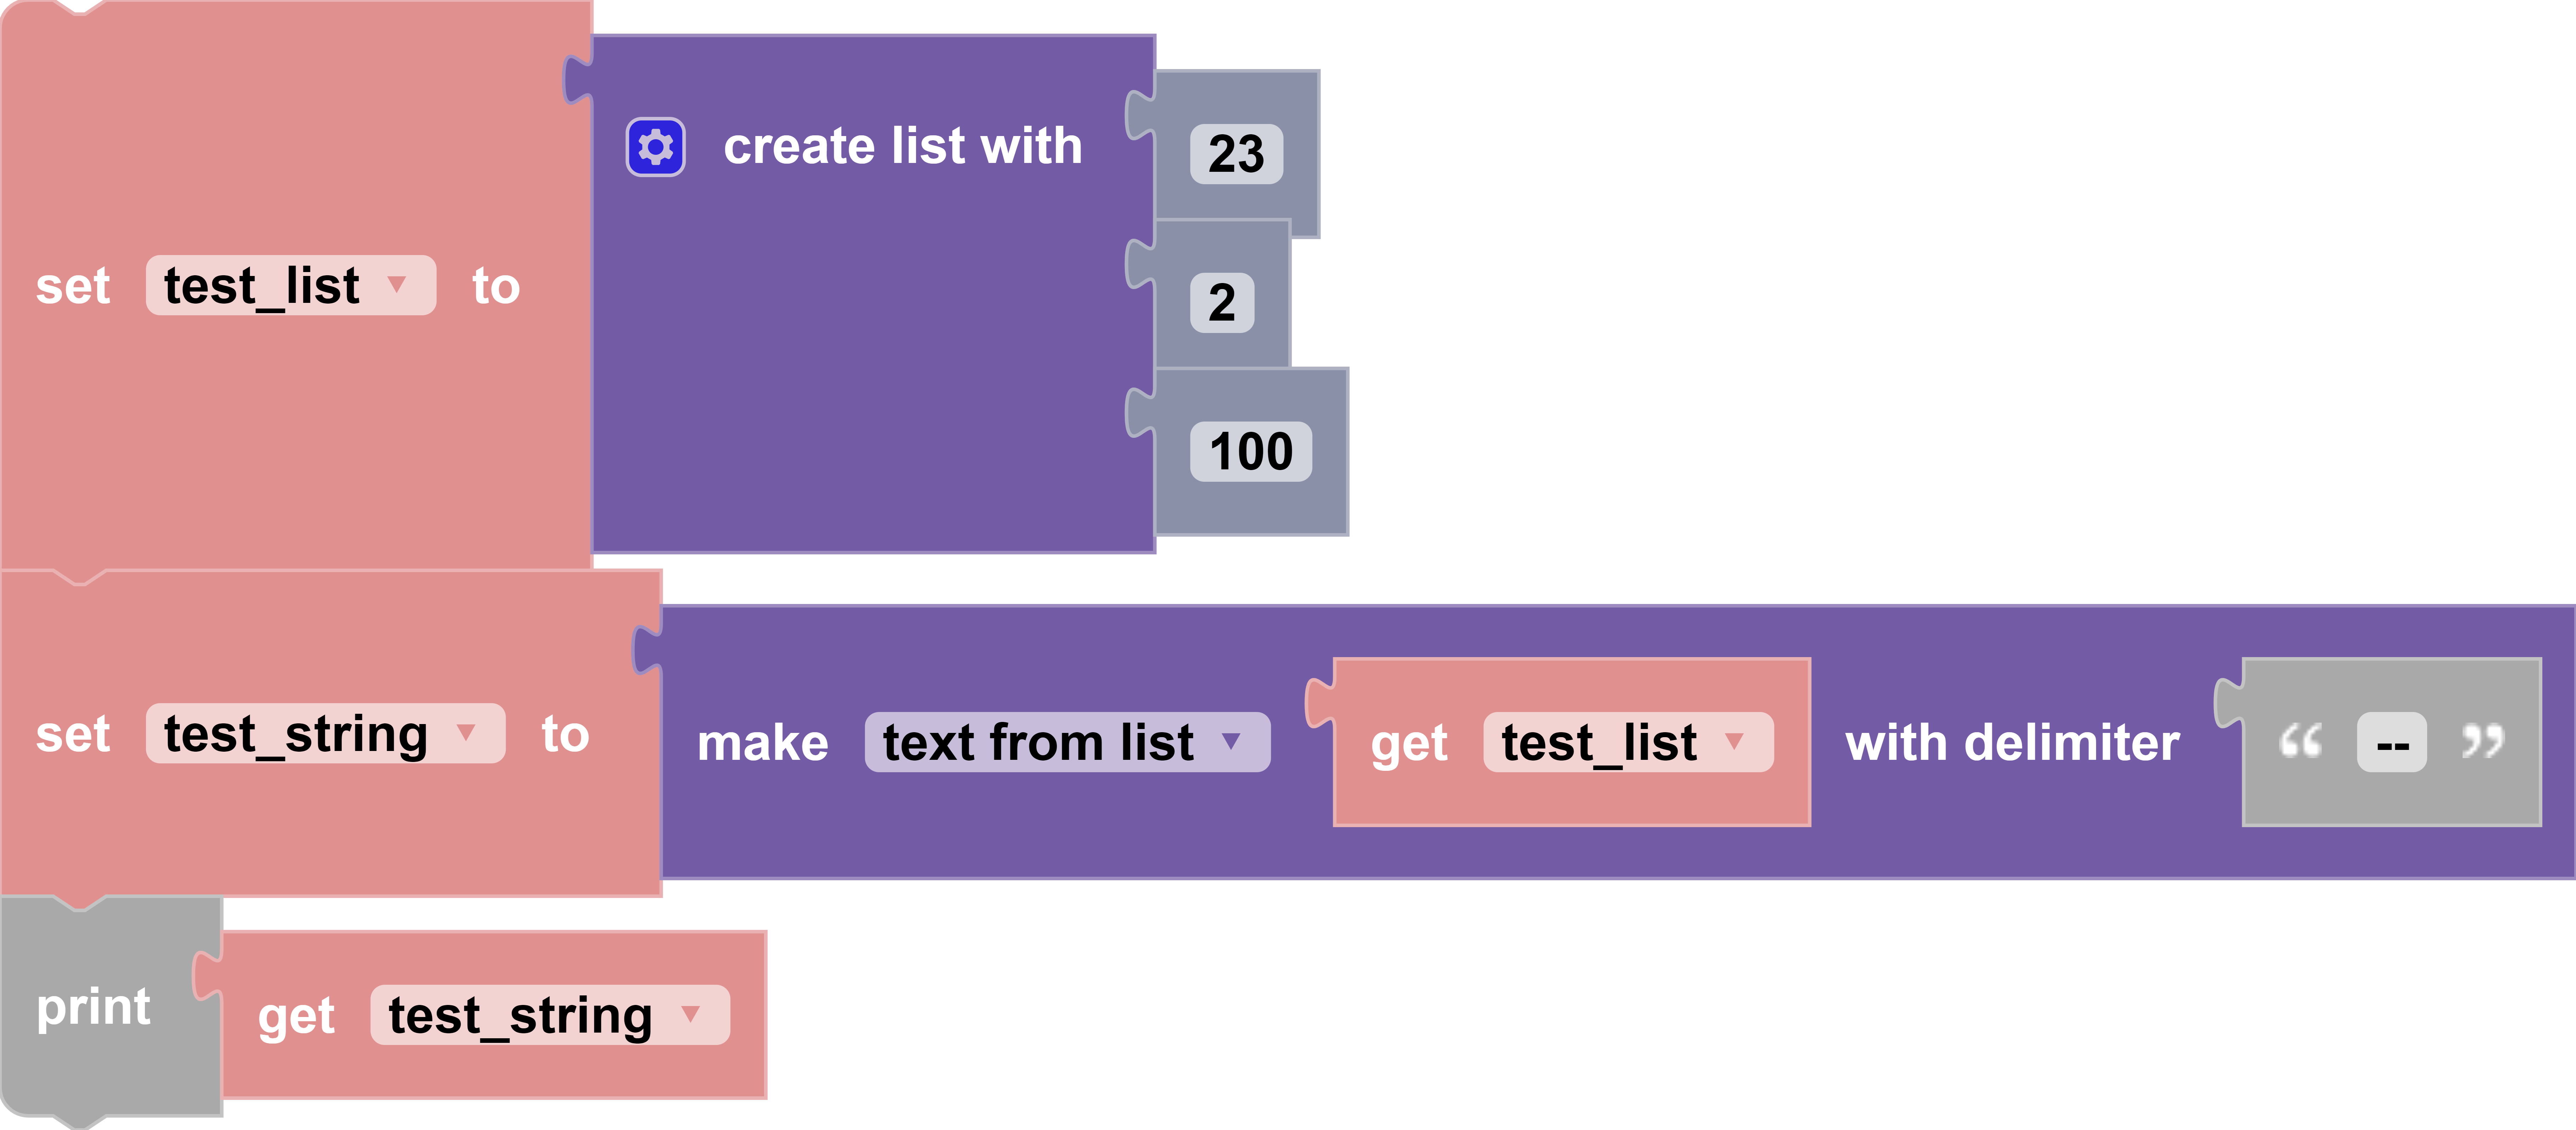 create list with 23
2
set test_list to
100
set test_string to make text from list get test_list with delimiter “ -- ”
print get test_string